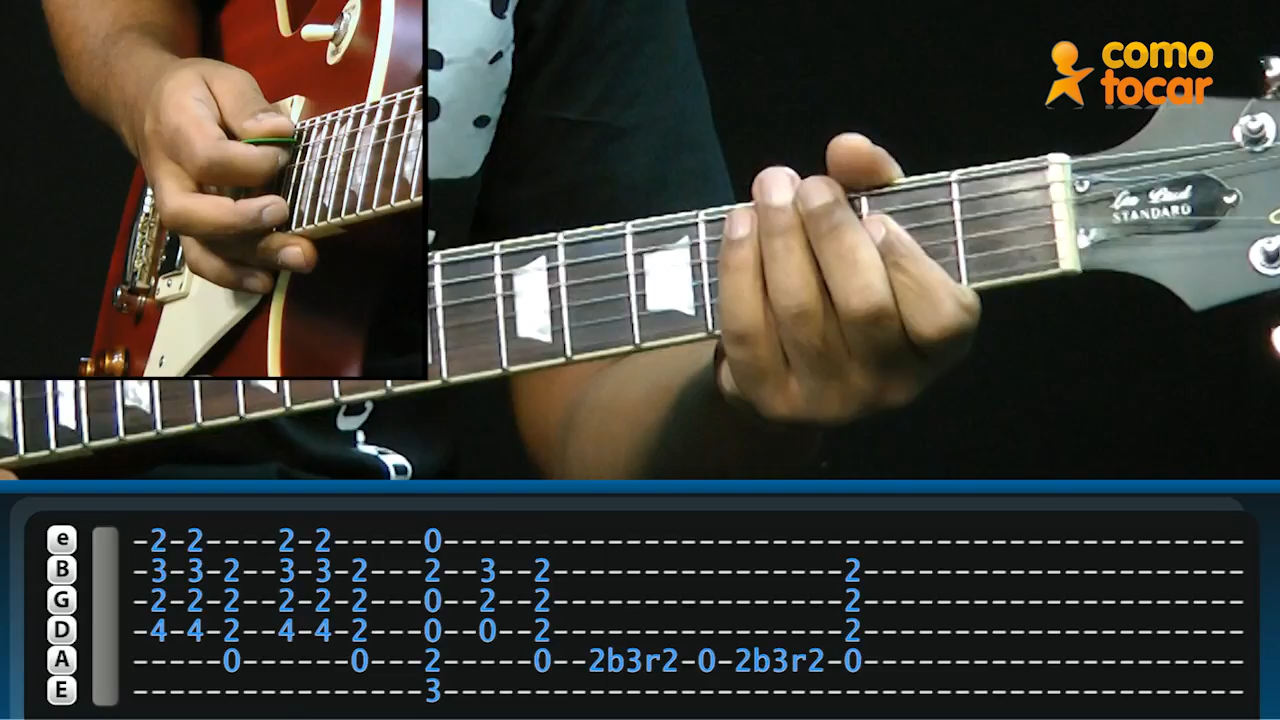 como
tocar
Les Paul
STANDARD
e -2-2----2-2-----0--------------------------------------------
B -3-3-2--3-3-2---2--3--2----------------2---------------------
G -2-2-2--2-2-2---0--2--2----------------2---------------------
D -4-4-2--4-4-2---0--0--2----------------2---------------------
A -----0------0---2-----0--2b3r2-0-2b3r2-0---------------------
E ----------------3--------------------------------------------